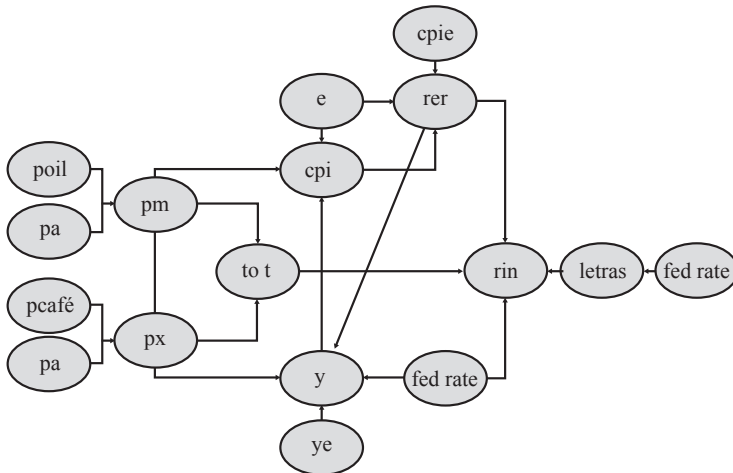 cpie
e
rer
poil
cpi
pm
pa
to t
rin
letras
fed rate
pcafé
px
pa
y
fed rate
ye